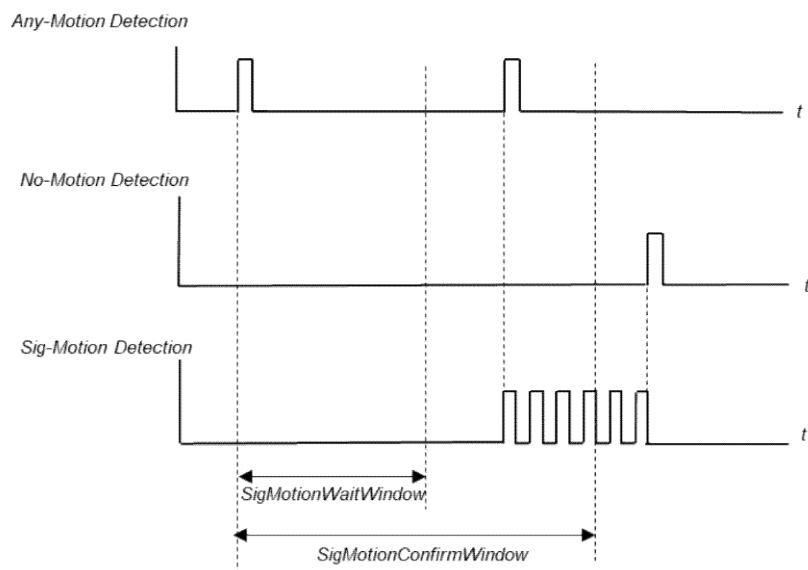 Any-Motion Detection
t
No-Motion Detection
t
Sig-Motion Detection
t
SigMotionWaitWindow
SigMotionConfirmWindow